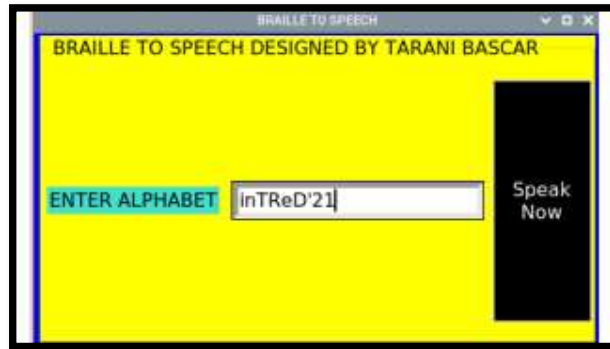 BRAILLE TO SPEECH
BRAILLE TO SPEECH DESIGNED BY TARANI BASCAR
ENTER ALPHABET
inTReD'21
Speak
Now